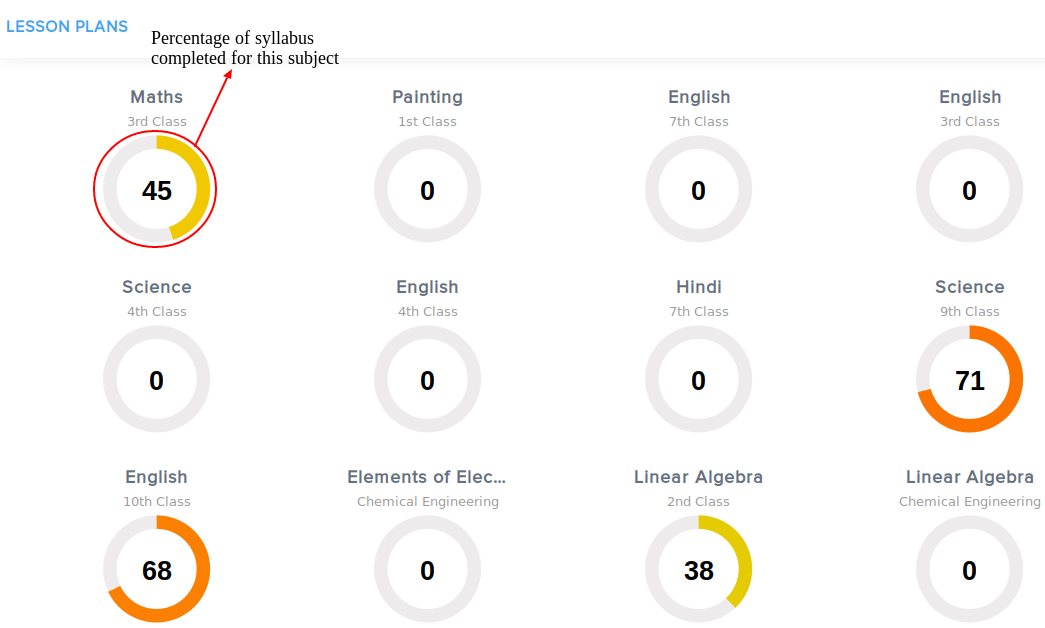 LESSON PLANS
Percentage of syllabus
completed for this subject
Maths
3rd Class
45
Painting
1st Class
0
English
7th Class
0
English
3rd Class
0
Science
4th Class
0
English
4th Class
0
Hindi
7th Class
0
Science
9th Class
71
English
10th Class
68
Elements of Elec...
Chemical Engineering
0
Linear Algebra
2nd Class
38
Linear Algebra
Chemical Engineering
0